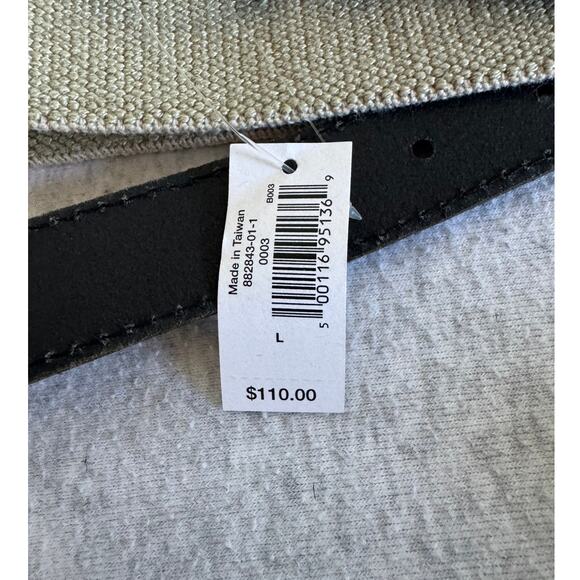 Made in Taiwan
882843-01-1
0003
B003
5 00116 95136 9
L
$110.00